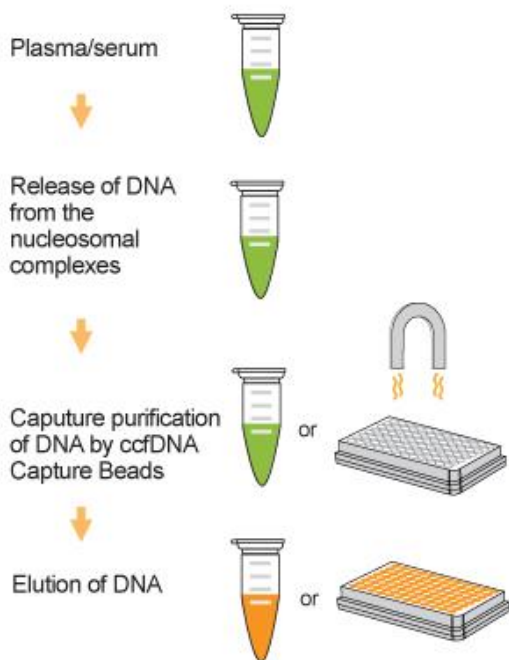 Plasma/serum
Release of DNA
from the
nucleosomal
complexes
Caputure purification
of DNA by ccfDNA
Capture Beads
or
Elution of DNA
or